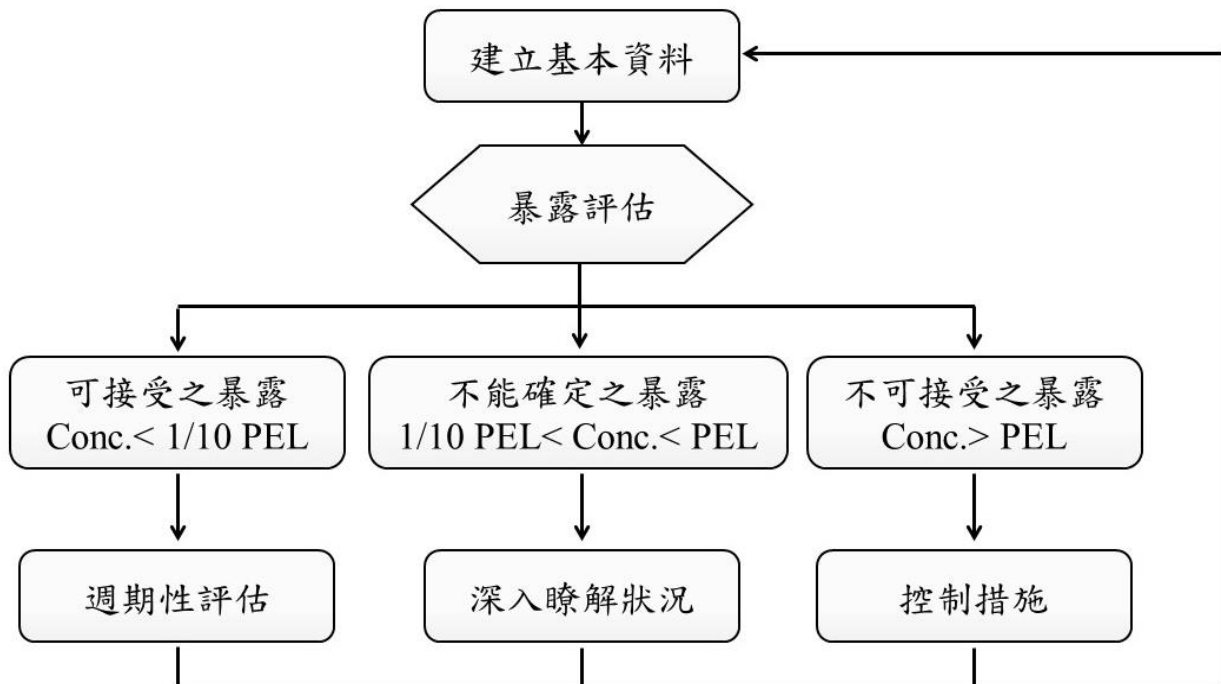 建立基本資料
暴露評估
可接受之暴露
Conc.< 1/10 PEL
不能確定之暴露
1/10 PEL< Conc.< PEL
不可接受之暴露
Conc.> PEL
週期性評估
深入瞭解狀況
控制措施